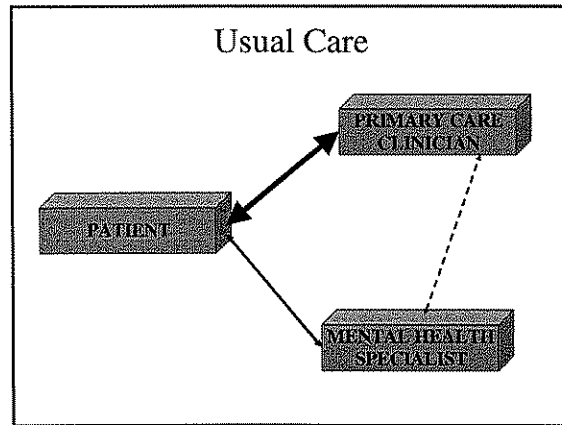 Usual Care
PRIMARY CARE
CLINICIAN
PATIENT
MENTAL HEALTH
SPECIALIST